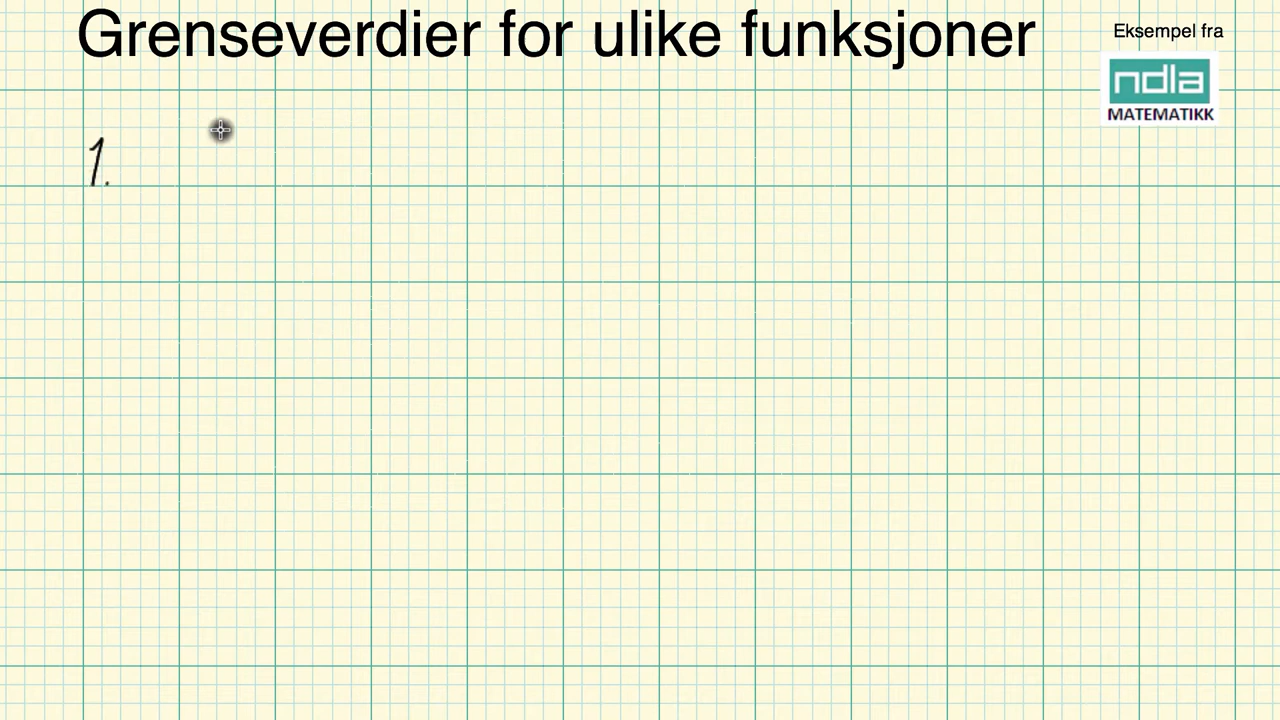 Grenseverdier for ulike funksjoner
Eksempel fra
ndla
MATEMATIKK
1.